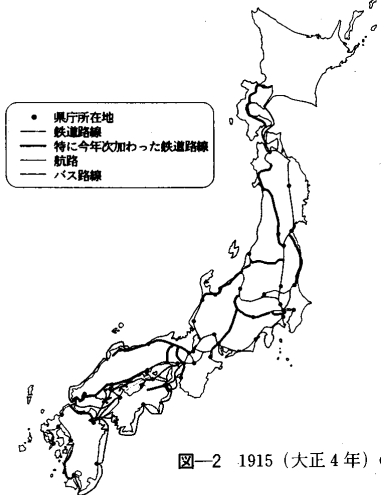 県庁所在地
鉄道路線
特に今年次加わった鉄道路線
航路
バス路線
図—2 1915（大正4年）